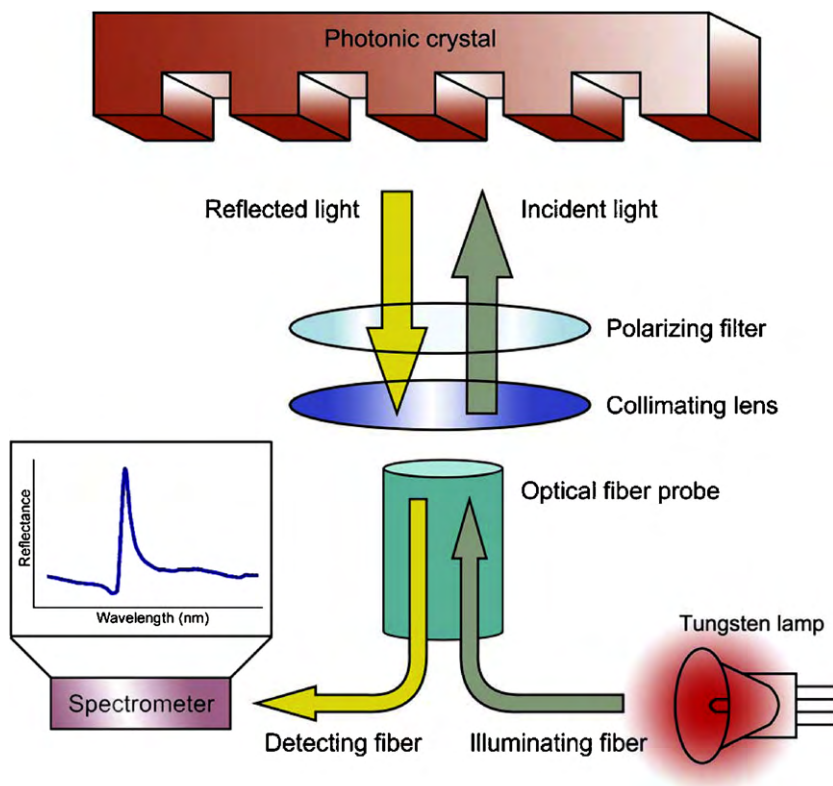 Photonic crystal
Reflected light
Incident light
Polarizing filter
Collimating lens
Optical fiber probe
Reflectance
Wavelength (nm)
Tungsten lamp
Spectrometer
Detecting fiber
Illuminating fiber